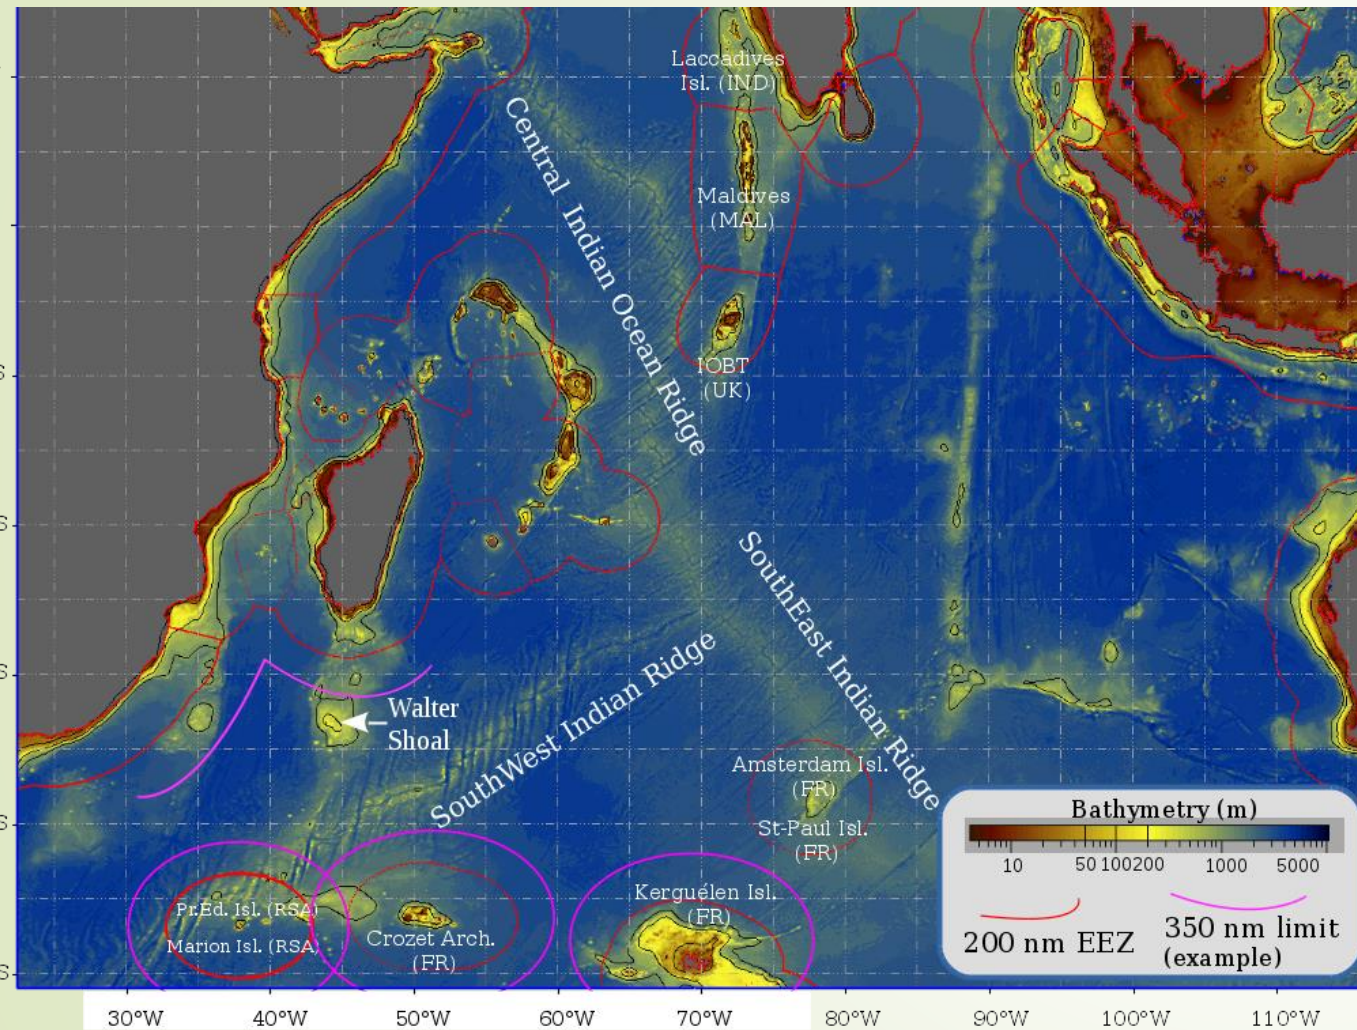 Laccadives
Isl. (IND)
Central Indian Ocean Ridge
Maldives
(MAL)
IOBT
(UK)
SouthEast Indian Ridge
SouthWest Indian Ridge
Walter
Shoal
Amsterdam Isl.
(FR)
St-Paul Isl.
(FR)
Kerguélen Isl.
(FR)
Pr.Ed. Isl. (RSA)
Marion Isl. (RSA)
Crozet Arch.
(FR)
Bathymetry (m)
10 50 100 200 1000 5000
200 nm EEZ
350 nm limit
(example)
S
S
S
S
S
30°W 40°W 50°W 60°W 70°W 80°W 90°W 100°W 110°W